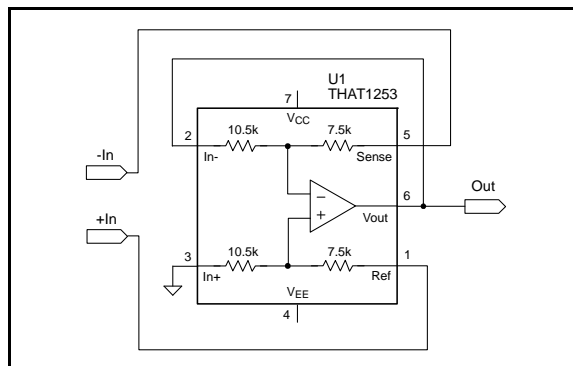 U1
THAT1253
7
VCC
10.5k
7.5k
2
5
In-
Sense
-In
-
Out
6
+
Vout
+In
10.5k
7.5k
3
1
In+
Ref
VEE
4